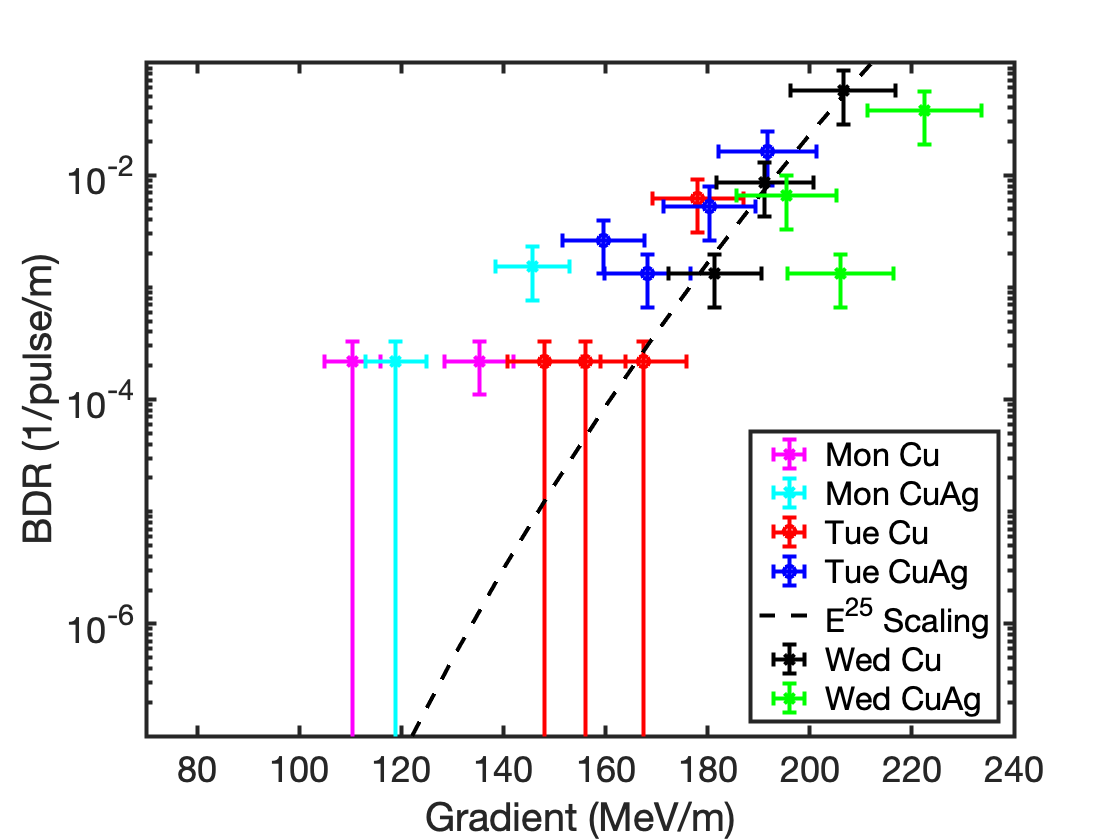 BDR (1/pulse/m)
10⁻²
10⁻⁴
10⁻⁶
Mon Cu
Mon CuAg
Tue Cu
Tue CuAg
E²⁵ Scaling
Wed Cu
Wed CuAg
80 100 120 140 160 180 200 220 240
Gradient (MeV/m)